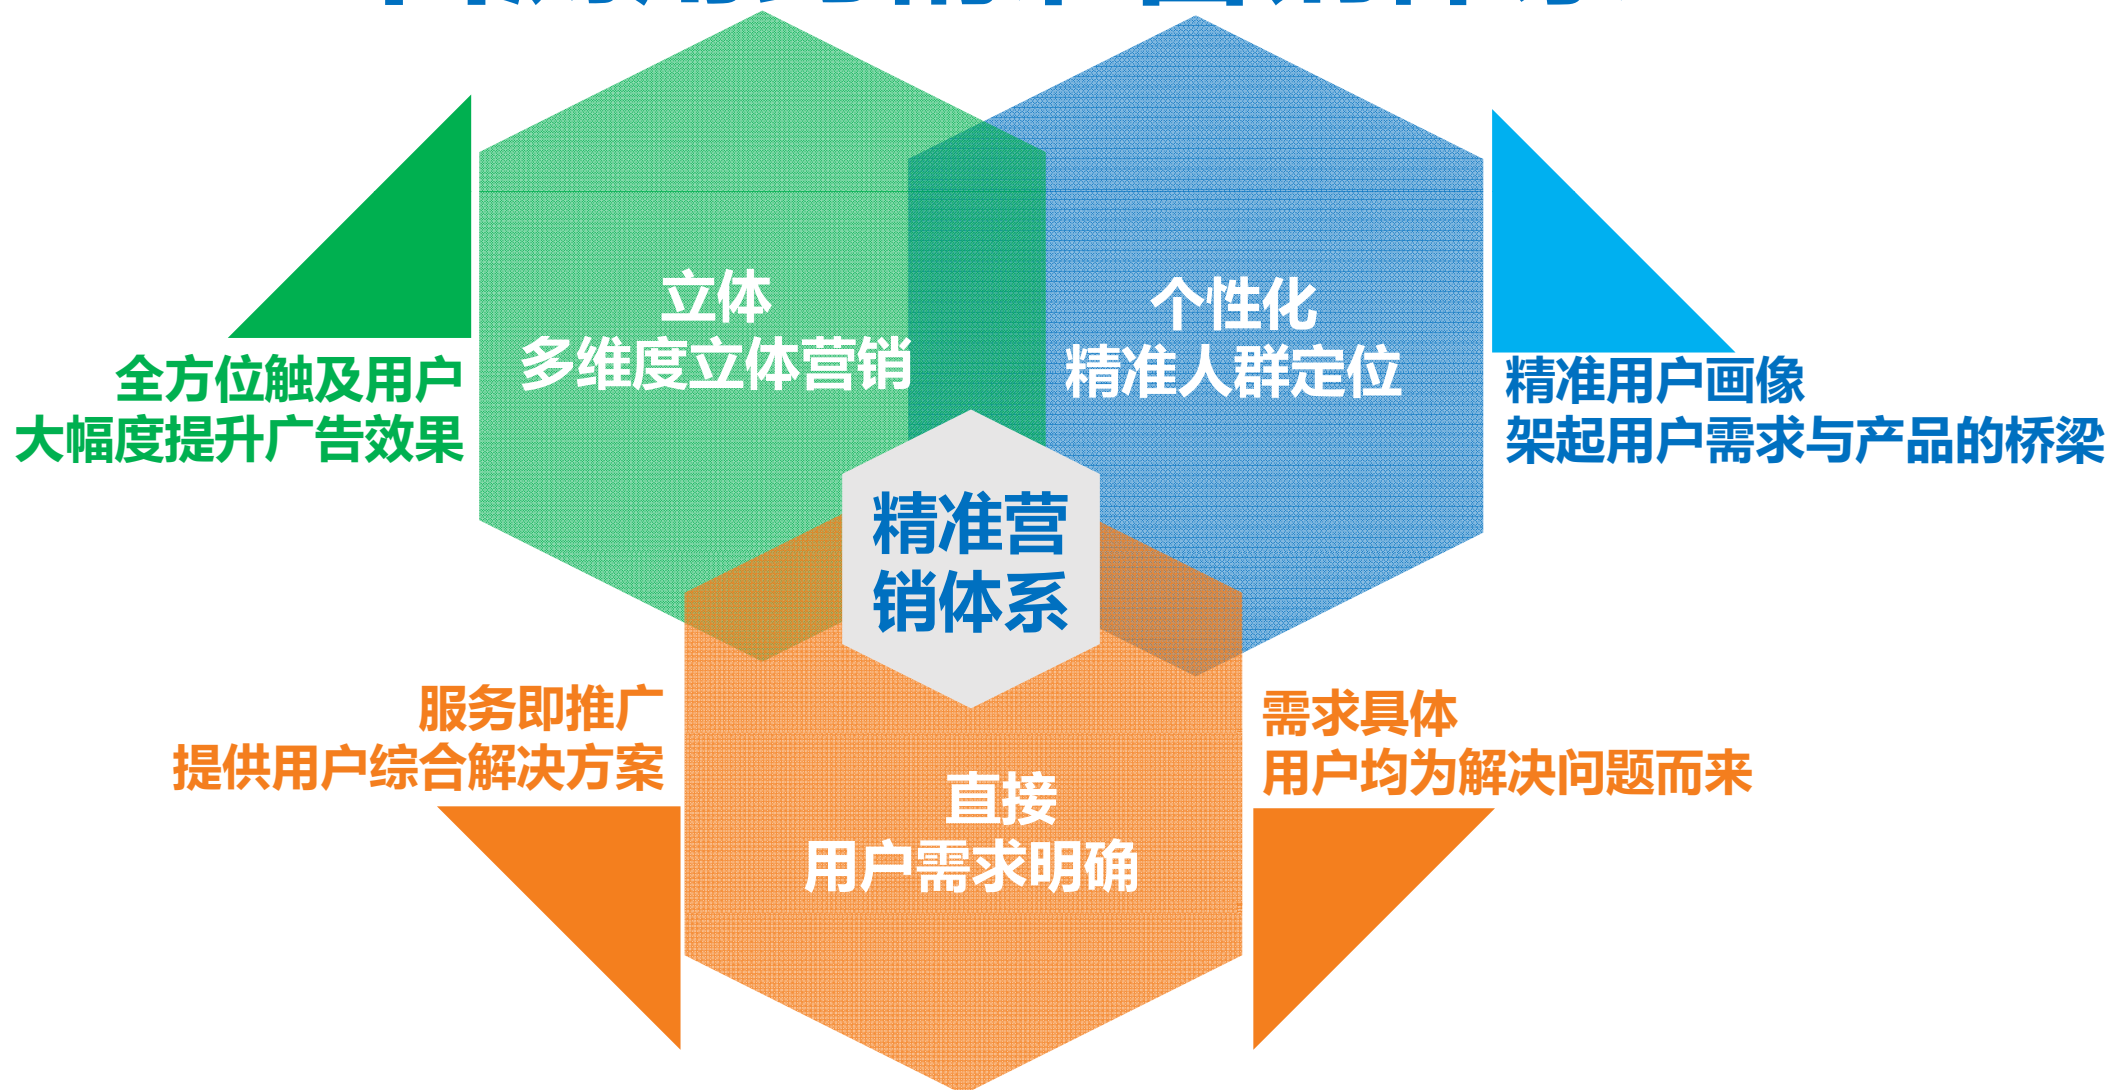 立体
多维度立体营销
个性化
精准人群定位
全方位触及用户
大幅度提升广告效果
精准用户画像
架起用户需求与产品的桥梁
精准营
销体系
服务即推广
提供用户综合解决方案
需求具体
用户均为解决问题而来
直接
用户需求明确